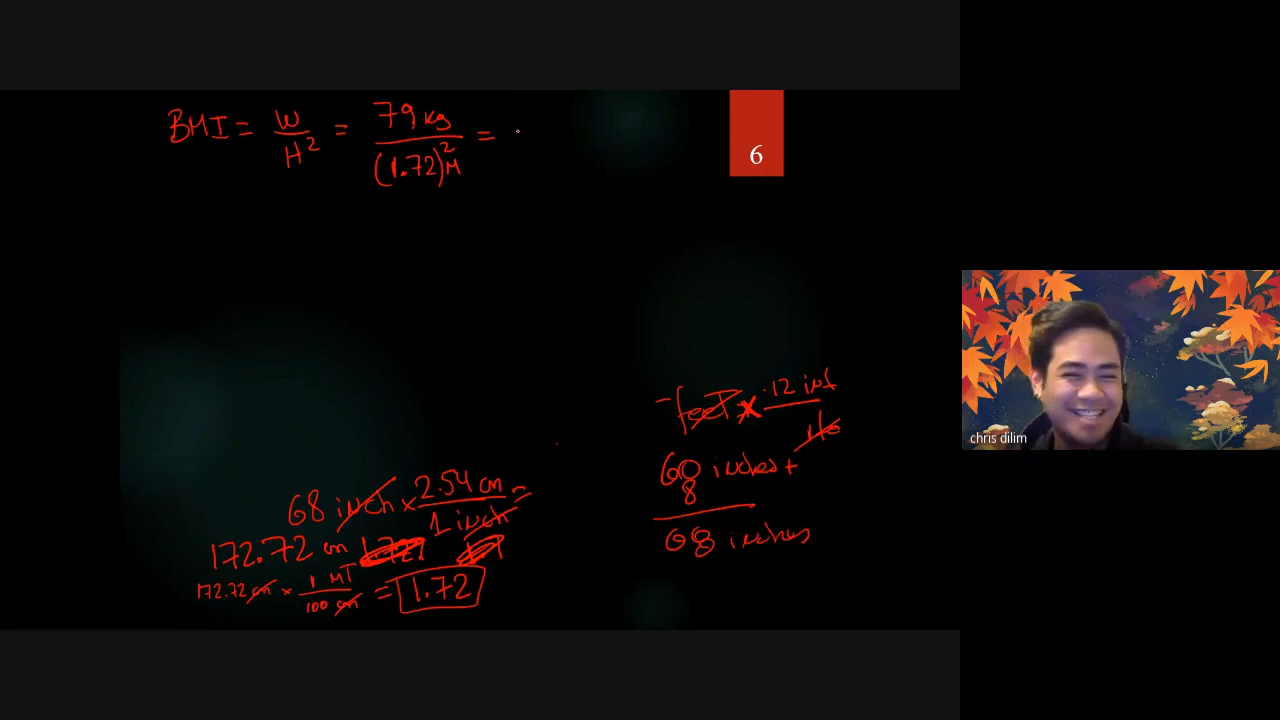 BMI = W / H² = 79 kg / (1.72)² M =
6
feet x 12 in
60 inches +
8
68 inches
68 inch x 2.54 cm / 1 inch =
172.72 cm
172.72 cm x 1 MT / 100 cm = 1.72
chris dilim